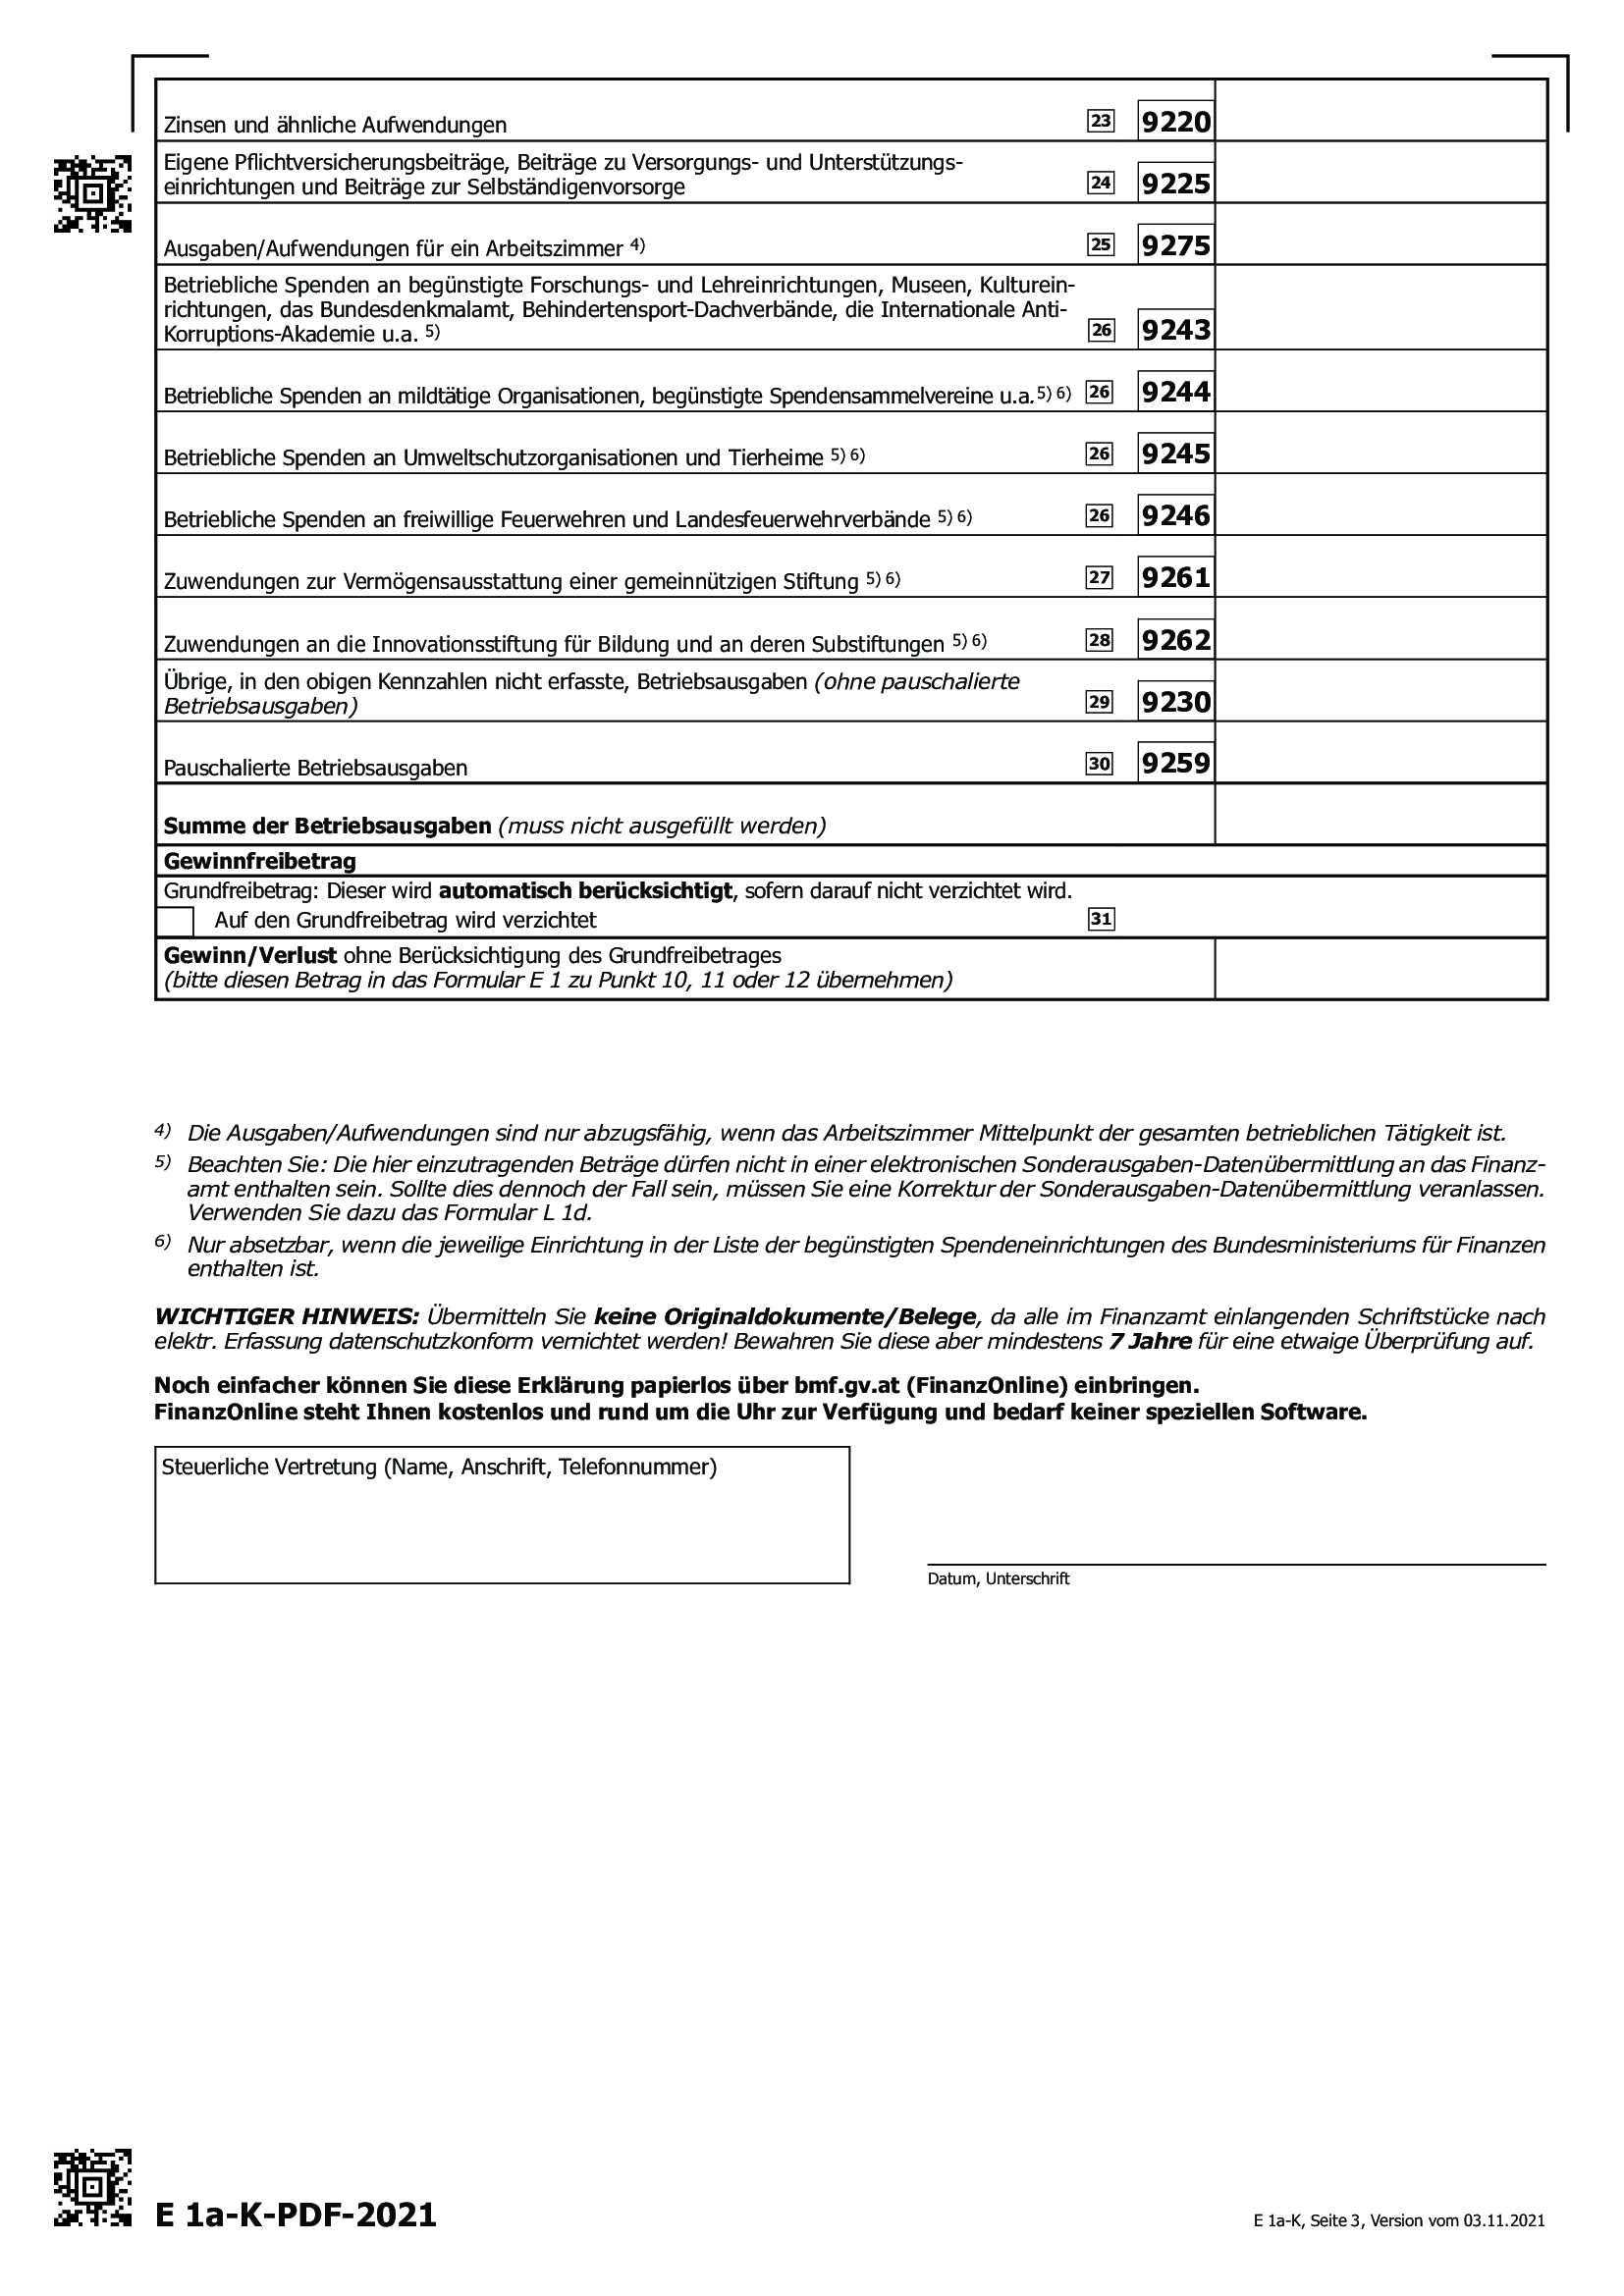 Zinsen und ähnliche Aufwendungen 23 9220
Eigene Pflichtversicherungsbeiträge, Beiträge zu Versorgungs- und Unterstützungs-
einrichtungen und Beiträge zur Selbständigenvorsorge 24 9225
Ausgaben/Aufwendungen für ein Arbeitszimmer 4) 25 9275
Betriebliche Spenden an begünstigte Forschungs- und Lehreinrichtungen, Museen, Kulturein-
richtungen, das Bundesdenkmalamt, Behindertensport-Dachverbände, die Internationale Anti-
Korruptions-Akademie u.a. 5) 26 9243
Betriebliche Spenden an mildtätige Organisationen, begünstigte Spendensammelvereine u.a. 5) 6) 26 9244
Betriebliche Spenden an Umweltschutzorganisationen und Tierheime 5) 6) 26 9245
Betriebliche Spenden an freiwillige Feuerwehren und Landesfeuerwehrverbände 5) 6) 26 9246
Zuwendungen zur Vermögensausstattung einer gemeinnützigen Stiftung 5) 6) 27 9261
Zuwendungen an die Innovationsstiftung für Bildung und an deren Substiftungen 5) 6) 28 9262
Übrige, in den obigen Kennzahlen nicht erfasste, Betriebsausgaben (ohne pauschalierte
Betriebsausgaben) 29 9230
Pauschalierte Betriebsausgaben 30 9259
Summe der Betriebsausgaben (muss nicht ausgefüllt werden)
Gewinnfreibetrag
Grundfreibetrag: Dieser wird automatisch berücksichtigt, sofern darauf nicht verzichtet wird.
Auf den Grundfreibetrag wird verzichtet 31
Gewinn/Verlust ohne Berücksichtigung des Grundfreibetrages
(bitte diesen Betrag in das Formular E 1 zu Punkt 10, 11 oder 12 übernehmen)
4) Die Ausgaben/Aufwendungen sind nur abzugsfähig, wenn das Arbeitszimmer Mittelpunkt der gesamten betrieblichen Tätigkeit ist.
5) Beachten Sie: Die hier einzutragenden Beträge dürfen nicht in einer elektronischen Sonderausgaben-Datenübermittlung an das Finanz-
amt enthalten sein. Sollte dies dennoch der Fall sein, müssen Sie eine Korrektur der Sonderausgaben-Datenübermittlung veranlassen.
Verwenden Sie dazu das Formular L 1d.
6) Nur absetzbar, wenn die jeweilige Einrichtung in der Liste der begünstigten Spendeneinrichtungen des Bundesministeriums für Finanzen
enthalten ist.
WICHTIGER HINWEIS: Übermitteln Sie keine Originaldokumente/Belege, da alle im Finanzamt einlangenden Schriftstücke nach
elektr. Erfassung datenschutzkonform vernichtet werden! Bewahren Sie diese aber mindestens 7 Jahre für eine etwaige Überprüfung auf.
Noch einfacher können Sie diese Erklärung papierlos über bmf.gv.at (FinanzOnline) einbringen.
FinanzOnline steht Ihnen kostenlos und rund um die Uhr zur Verfügung und bedarf keiner speziellen Software.
Steuerliche Vertretung (Name, Anschrift, Telefonnummer)
Datum, Unterschrift
E 1a-K-PDF-2021
E 1a-K, Seite 3, Version vom 03.11.2021